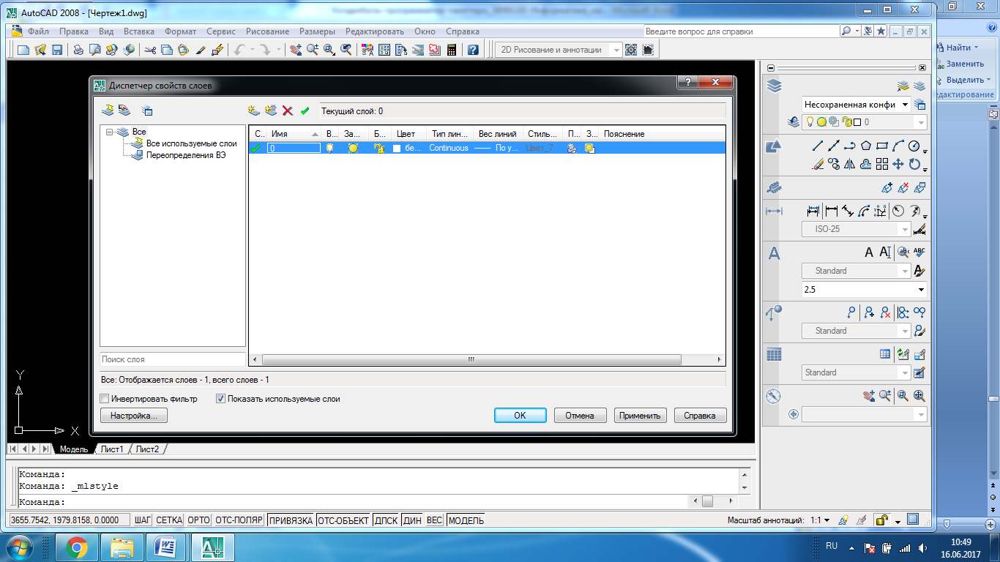 AutoCAD 2008 - [Чертеж1.dwg]
Файл Правка Вид Вставка Формат Сервис Рисование Размеры Редактировать Окно Справка
Введите вопрос для справки
2D Рисование и аннотации
Найти
Заменить
Выделить
едактирование
Диспетчер свойств слоев
Текущий слой: 0
Все
Все используемые слои
Переопределения ВЭ
С.. Имя В... За... Б... Цвет Тип лин... Вес линий Стиль... П... З... Пояснение
0 бе... Continuous По у... Цвет_7
Поиск слоя
Все: Отображается слоев - 1, всего слоев - 1
Инвертировать фильтр
Показать используемые слои
Настройка...
OK
Отмена
Применить
Справка
Несохраненная конфи
0
ISO-25
Standard
2.5
Standard
Standard
Y
X
Модель Лист1 Лист2
Команда:
Команда: _mlstyle
Команда:
3655.7542, 1979.8158, 0.0000 ШАГ СЕТКА ОРТО ОТС-ПОЛЯР ПРИВЯЗКА ОТС-ОБЪЕКТ ДПСК ДИН ВЕС МОДЕЛЬ
Масштаб аннотаций: 1:1
RU
10:49
16.06.2017